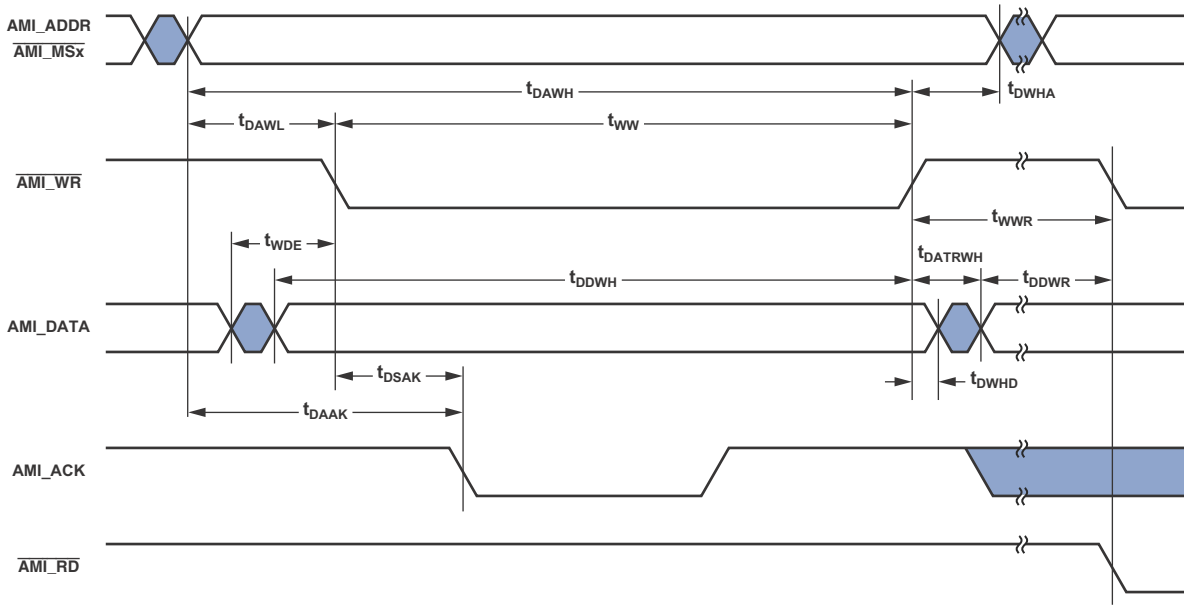 AMI_ADDR
AMI_MSx
tDAWH
tDWHA
tDAWL
tWW
AMI_WR
tWWR
tWDE
tDATRWH
tDDWH
tDDWR
AMI_DATA
tDSAK
tDWHD
tDAAK
AMI_ACK
AMI_RD